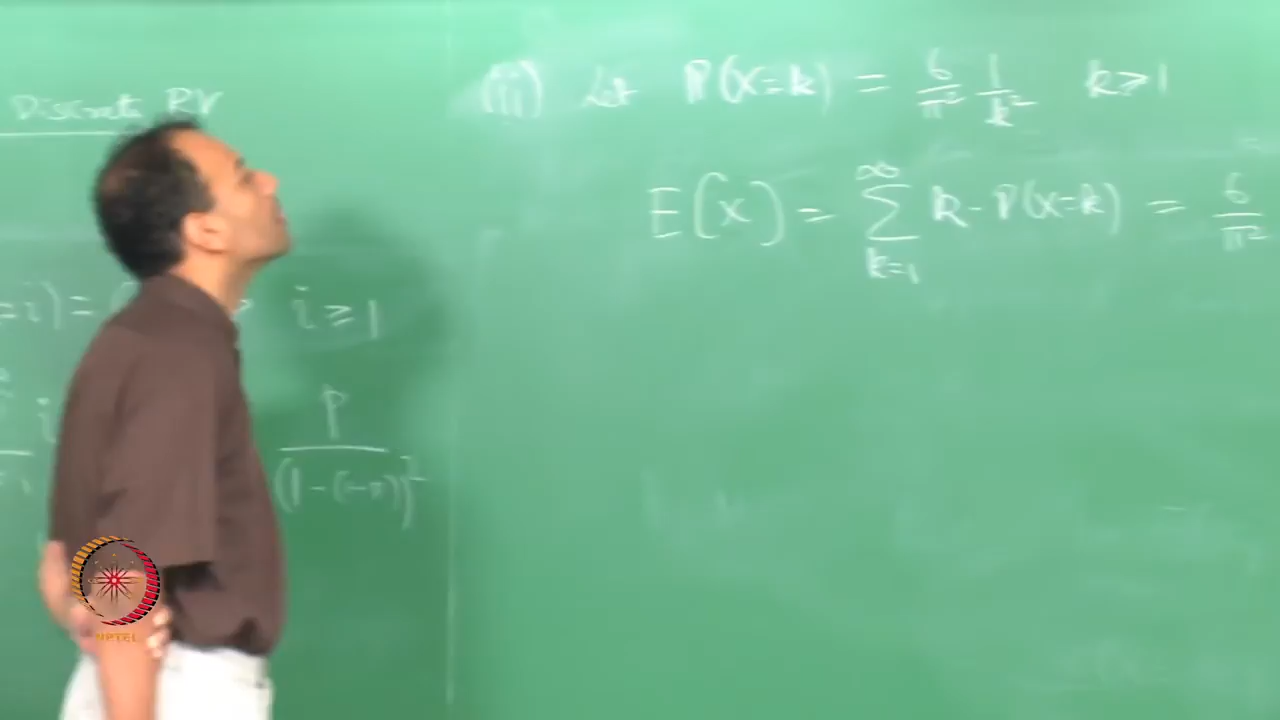 Discrete RV
=i) = ( i ≥ 1
i P
(1-(1-p))²
(ii) Let P(X=k) = 6/π² 1/k² k ≥ 1
E[X] = ∑_{k=1}^{∞} k · P(X=k) = 6/π²
NPTEL